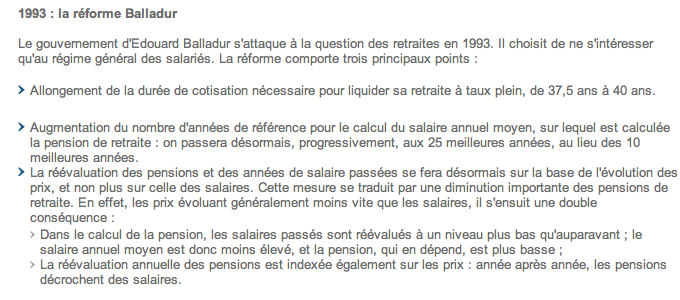 1993 : la réforme Balladur
Le gouvernement d'Edouard Balladur s'attaque à la question des retraites en 1993. Il choisit de ne s'intéresser
qu'au régime général des salariés. La réforme comporte trois principaux points :
Allongement de la durée de cotisation nécessaire pour liquider sa retraite à taux plein, de 37,5 ans à 40 ans.
Augmentation du nombre d'années de référence pour le calcul du salaire annuel moyen, sur lequel est calculée
la pension de retraite : on passera désormais, progressivement, aux 25 meilleures années, au lieu des 10
meilleures années.
La réévaluation des pensions et des années de salaire passées se fera désormais sur la base de l'évolution des
prix, et non plus sur celle des salaires. Cette mesure se traduit par une diminution importante des pensions de
retraite. En effet, les prix évoluant généralement moins vite que les salaires, il s'ensuit une double
conséquence :
Dans le calcul de la pension, les salaires passés sont réévalués à un niveau plus bas qu'auparavant ; le
salaire annuel moyen est donc moins élevé, et la pension, qui en dépend, est plus basse ;
La réévaluation annuelle des pensions est indexée également sur les prix : année après année, les pensions
décrochent des salaires.